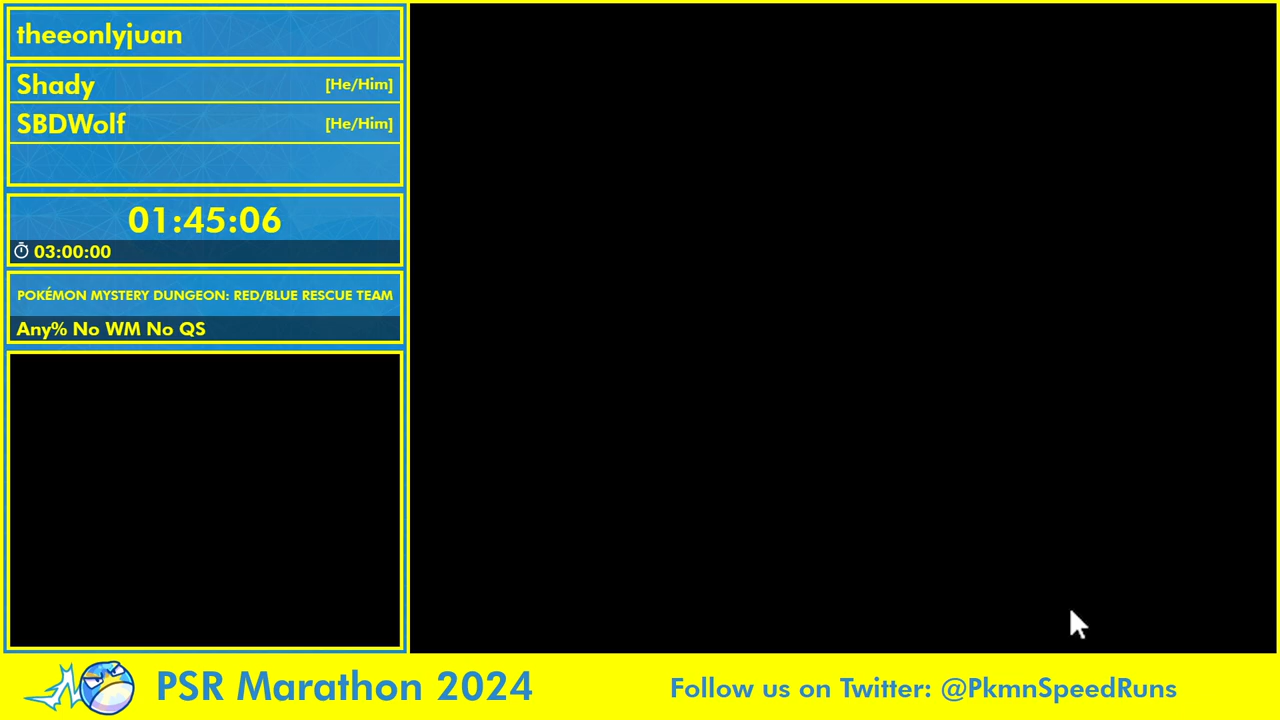 theeonlyjuan
Shady [He/Him]
SBDWolf [He/Him]
01:45:06
03:00:00
POKÉMON MYSTERY DUNGEON: RED/BLUE RESCUE TEAM
Any% No WM No QS
PSR Marathon 2024
Follow us on Twitter: @PkmnSpeedRuns